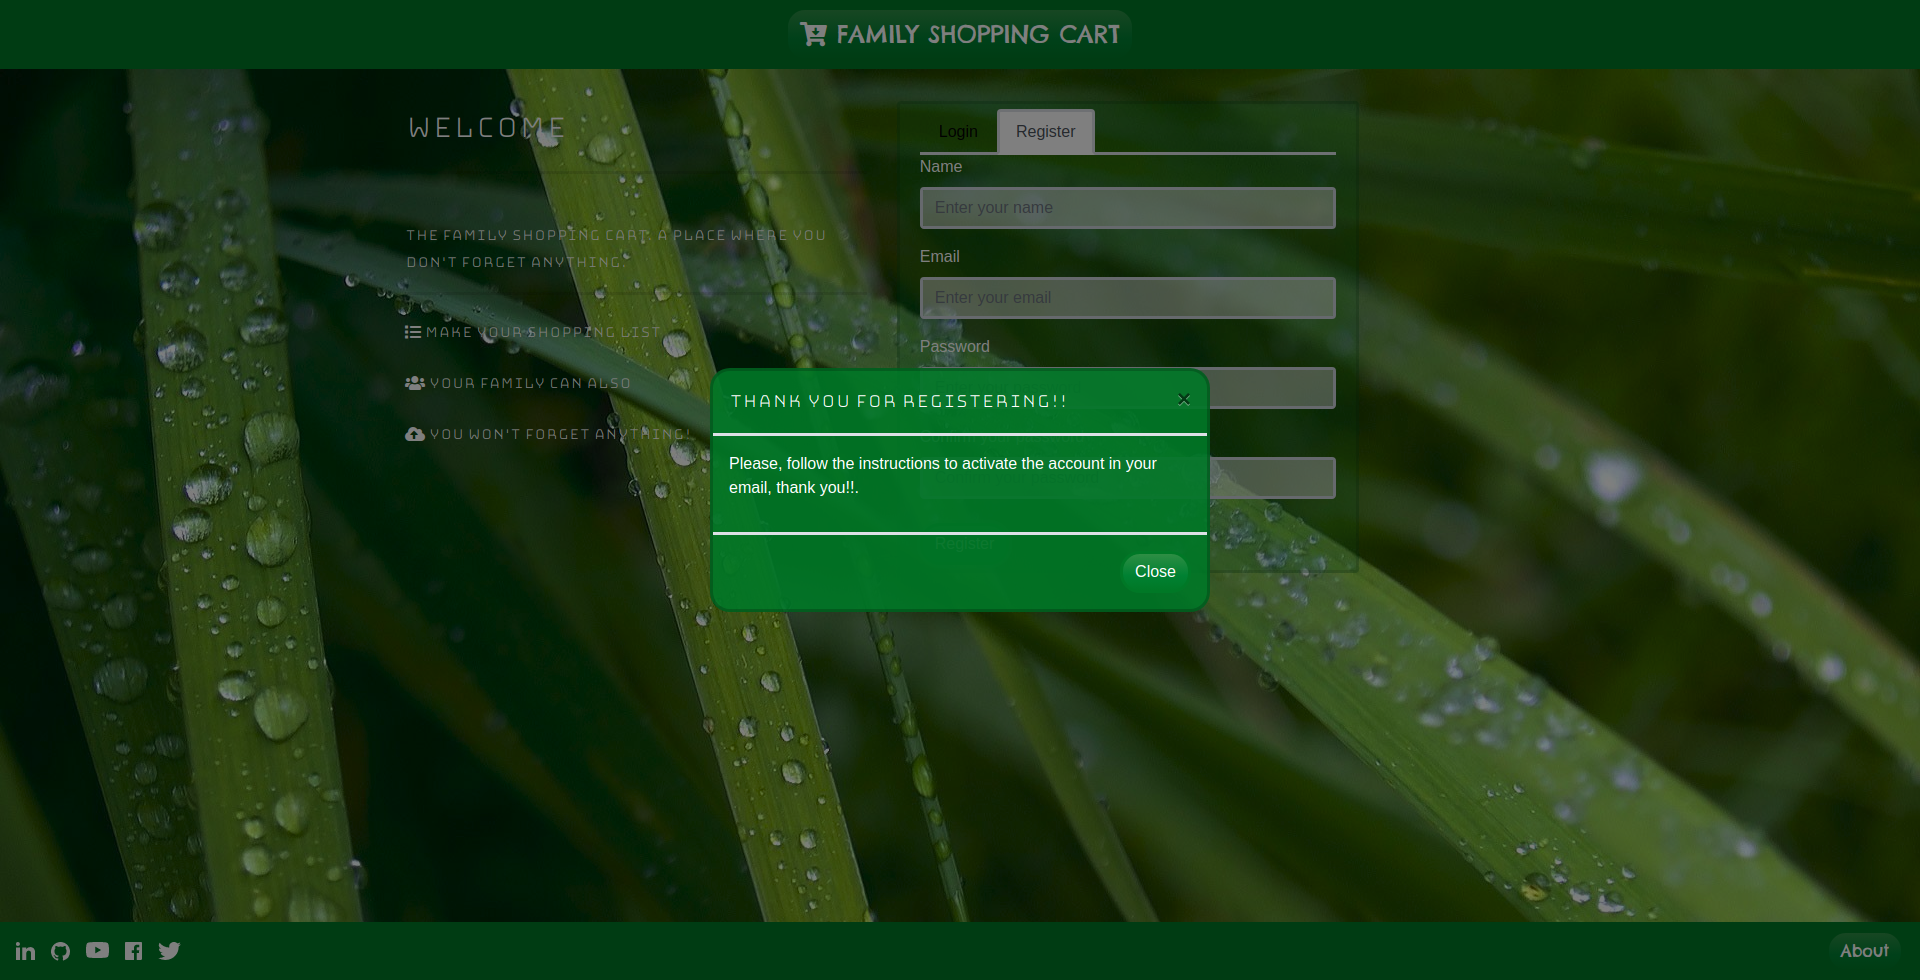 FAMILY SHOPPING CART
WELCOME
THE FAMILY SHOPPING CART. A PLACE WHERE YOU
DON'T FORGET ANYTHING.
MAKE YOUR SHOPPING LIST
YOUR FAMILY CAN ALSO
YOU WON'T FORGET ANYTHING!
Login Register
Name
Enter your name
Email
Enter your email
Password
THANK YOU FOR REGISTERING!! ×
Please, follow the instructions to activate the account in your
email, thank you!!.
Register
Close
About